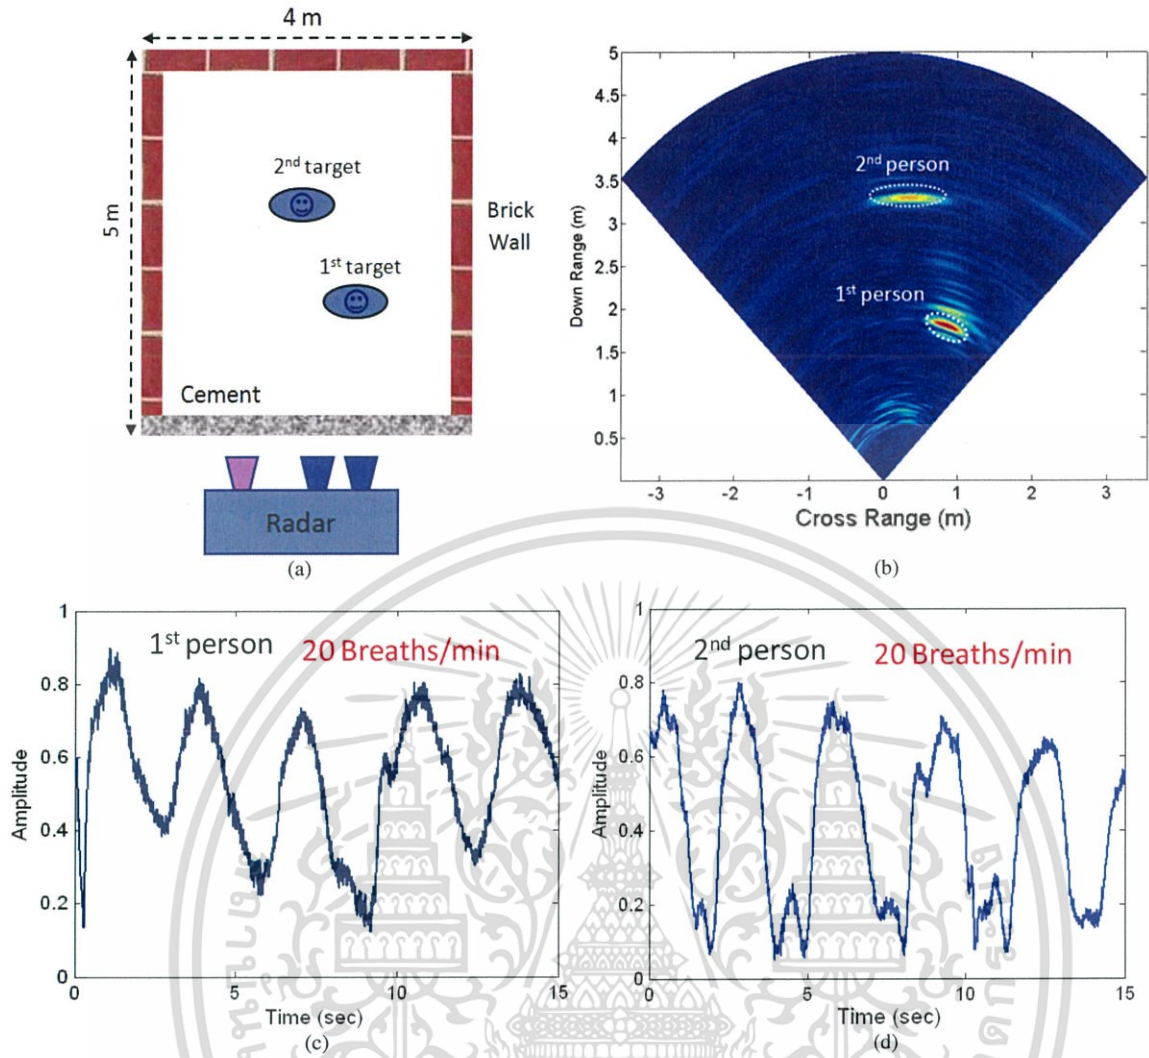 4 m
5 m
2nd target
1st target
Brick
Wall
Cement
Radar
(a)
5
4.5
4
3.5
3
2.5
2
1.5
1
0.5
Down Range (m)
2nd person
1st person
-3 -2 -1 0 1 2 3
Cross Range (m)
(b)
1st person
20 Breaths/min
1
0.8
0.6
0.4
0.2
0
Amplitude
0 5 10 15
Time (sec)
(c)
2nd person
20 Breaths/min
1
0.8
0.6
0.4
0.2
0
Amplitude
0 5 10 15
Time (sec)
(d)